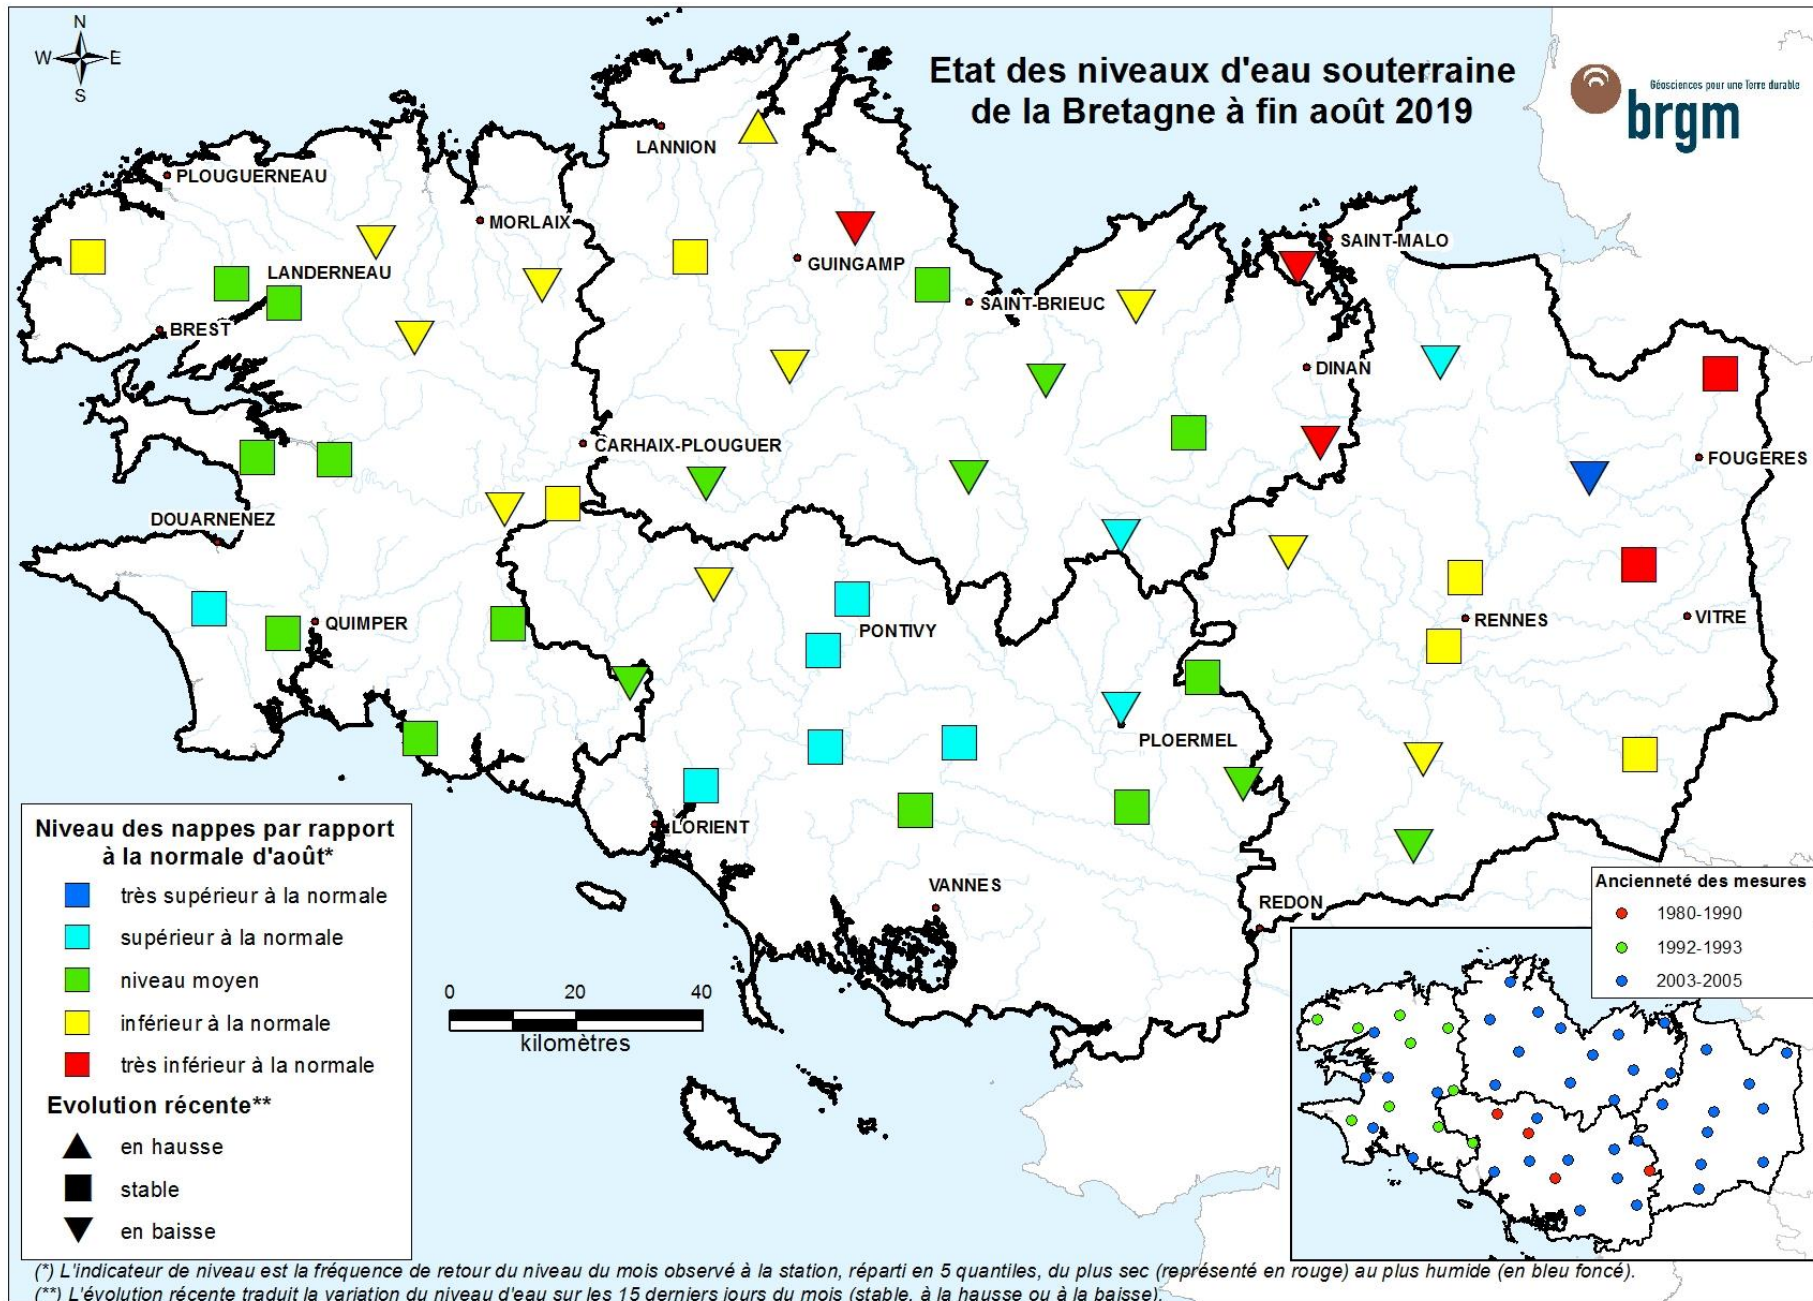 N
W
E
S
Etat des niveaux d'eau souterraine
de la Bretagne à fin août 2019
Géosciences pour une Terre durable
brgm
LANNION
PLOUGUERNEAU
MORLAIX
SAINT-MALO
GUINGAMP
LANDERNEAU
SAINT-BRIEUC
BREST
DINAN
CARHAIX-PLOUGUER
FOUGERES
DOUARNENEZ
QUIMPER
PONTIVY
RENNES
VITRE
PLOERMEL
LORIENT
VANNES
REDON
Niveau des nappes par rapport
à la normale d'août*
très supérieur à la normale
supérieur à la normale
niveau moyen
inférieur à la normale
très inférieur à la normale
Evolution récente**
en hausse
stable
en baisse
0 20 40
kilomètres
Ancienneté des mesures
1980-1990
1992-1993
2003-2005
(*) L'indicateur de niveau est la fréquence de retour du niveau du mois observé à la station, réparti en 5 quantiles, du plus sec (représenté en rouge) au plus humide (en bleu foncé).
(**) L'évolution récente traduit la variation du niveau d'eau sur les 15 derniers jours du mois (stable, à la hausse ou à la baisse).